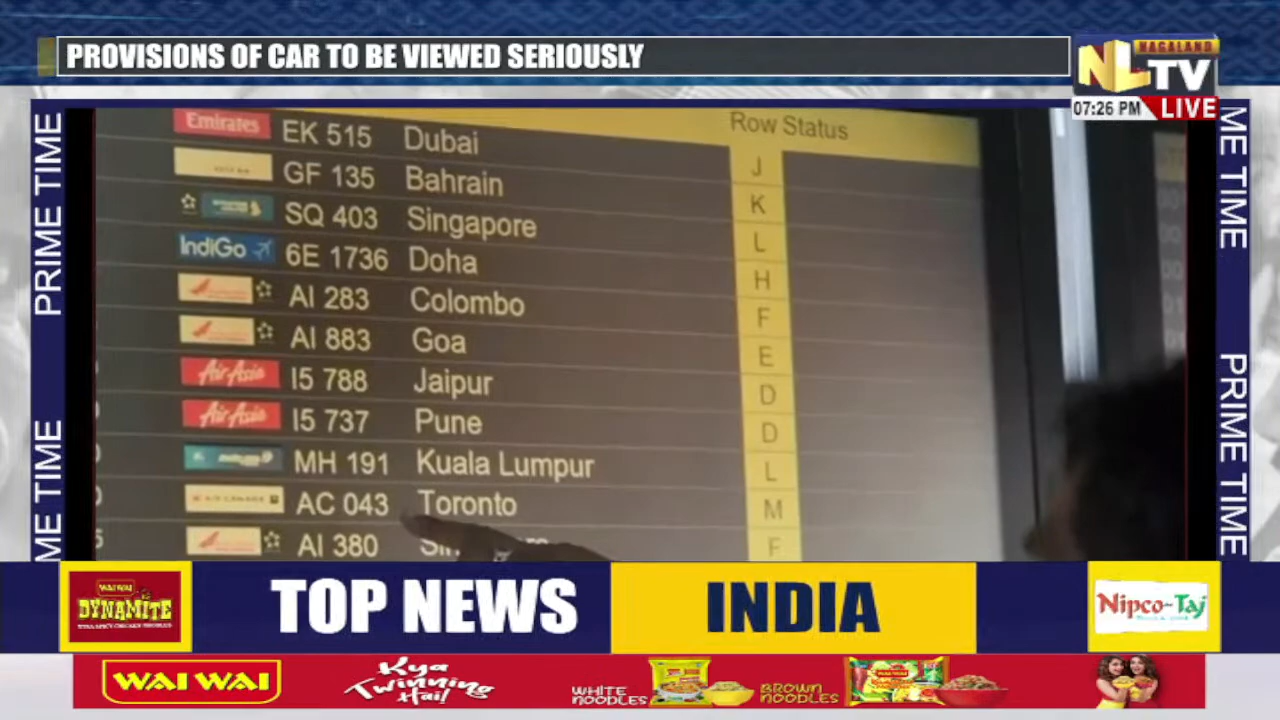 PROVISIONS OF CAR TO BE VIEWED SERIOUSLY
NAGALAND
NL TV
07:26 PM LIVE
PRIME TIME
PRIME TIME
ME TIME
ME TIME
Row Status
Emirates EK 515 Dubai J
GF 135 Bahrain K
SQ 403 Singapore L
IndiGo 6E 1736 Doha H
AI 283 Colombo F
AI 883 Goa E
AirAsia I5 788 Jaipur D
AirAsia I5 737 Pune D
MH 191 Kuala Lumpur L
AIR CANADA AC 043 Toronto M
AI 380 F
WAI WAI
DYNAMITE
TOP NEWS
INDIA
Nipco-Taj
WAI WAI
Kya Twinning Hai!
WHITE NOODLES
BROWN NOODLES